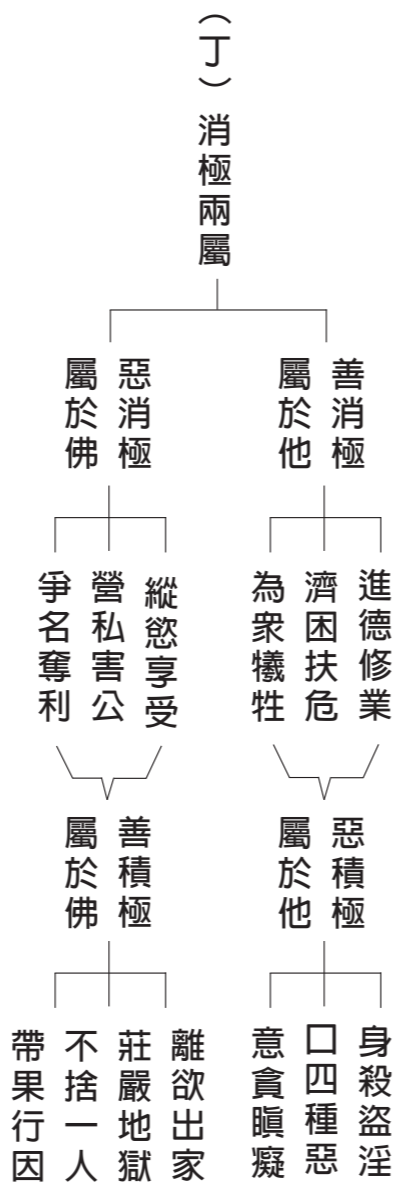 （丁）消極兩屬
善消極
屬於他
進德修業
濟困扶危
為衆犧牲
惡積極
屬於他
身殺盜淫
口四種惡
意貪瞋癡
惡消極
屬於佛
縱慾享受
營私害公
爭名奪利
善積極
屬於佛
離欲出家
莊嚴地獄
不捨一人
帶果行因